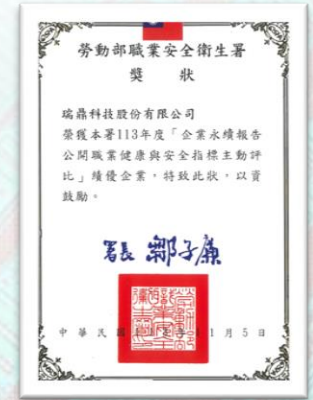 勞動部職業安全衛生署
獎狀
瑞鼎科技股份有限公司
榮獲本署113年度「企業永續報告
公開職業健康與安全指標主動評
比」績優企業,特致此狀,以資
鼓勵。
署長 鄒子廉
中華民國 年11月5日